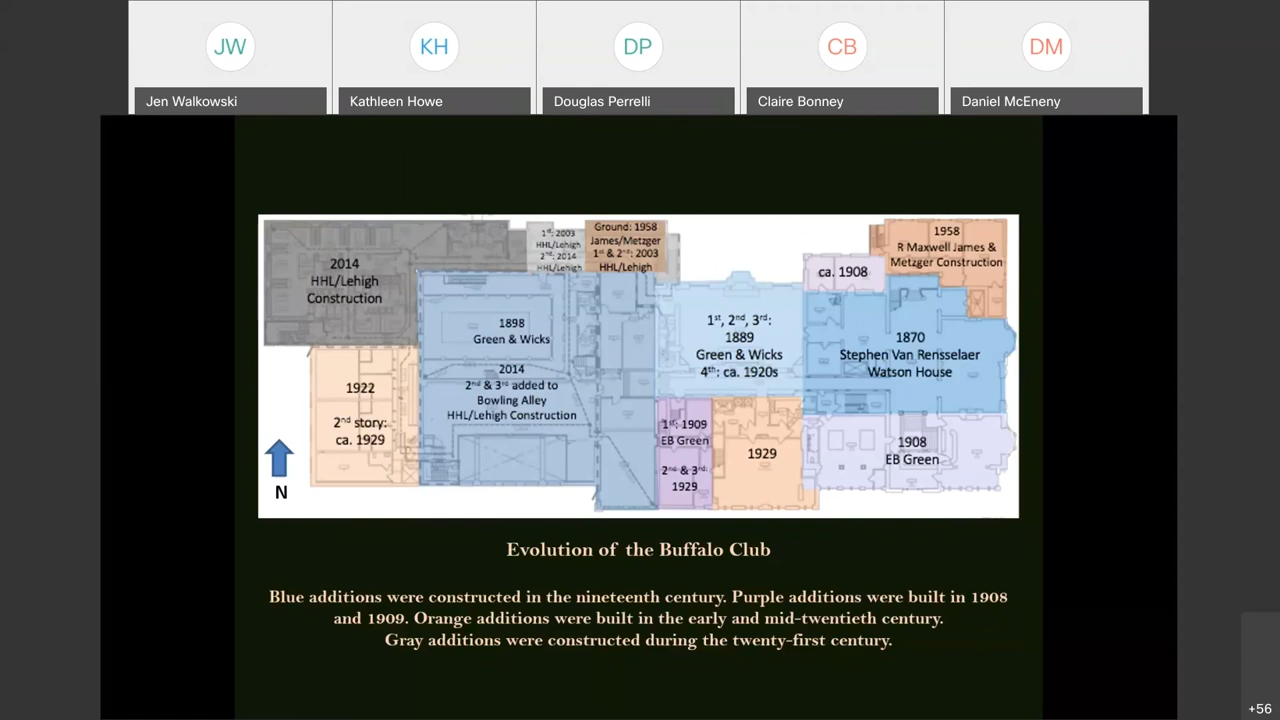 JW
KH
DP
CB
DM
Jen Walkowski
Kathleen Howe
Douglas Perrelli
Claire Bonney
Daniel McEneny
2014
HHL/Lehigh
Construction
1st: 2003
HHL/Lehigh
2nd: 2014
HHL/Lehigh
Ground: 1958
James/Metzger
1st & 2nd: 2003
HHL/Lehigh
ca. 1908
1958
R Maxwell James &
Metzger Construction
1898
Green & Wicks
2014
2nd & 3rd added to
Bowling Alley
HHL/Lehigh Construction
1st, 2nd, 3rd:
1889
Green & Wicks
4th: ca. 1920s
1870
Stephen Van Rensselaer
Watson House
1922
2nd story:
ca. 1929
1st: 1909
EB Green
2nd & 3rd:
1929
1929
1908
EB Green
N
Evolution of the Buffalo Club
Blue additions were constructed in the nineteenth century. Purple additions were built in 1908
and 1909. Orange additions were built in the early and mid-twentieth century.
Gray additions were constructed during the twenty-first century.
+56